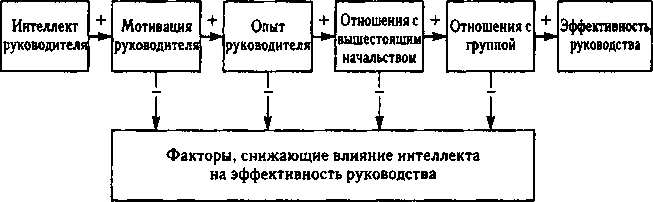 Интеллект
руководителя
+
Мотивация
руководителя
+
Опыт
руководителя
+
Отношения с
вышестоящим
начальством
+
Отношения с
группой
+
Эффективность
руководства
–
–
–
–
Факторы, снижающие влияние интеллекта
на эффективность руководства